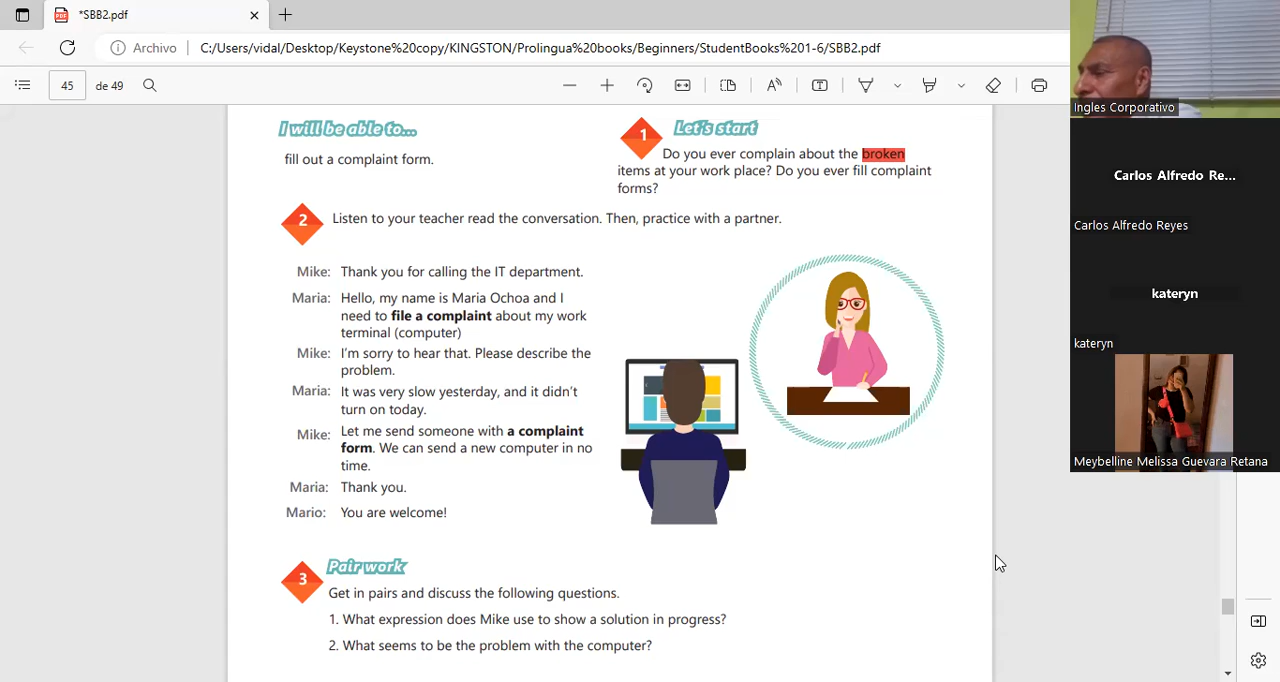 *SBB2.pdf
Archivo
C:/Users/vidal/Desktop/Keystone%20copy/KINGSTON/Prolingua%20books/Beginners/StudentBooks%201-6/SBB2.pdf
45
de 49
I will be able to...
fill out a complaint form.
1
Let's start
Do you ever complain about the broken
items at your work place? Do you ever fill complaint
forms?
2
Listen to your teacher read the conversation. Then, practice with a partner.
Mike: Thank you for calling the IT department.
Maria: Hello, my name is Maria Ochoa and I
need to file a complaint about my work
terminal (computer)
Mike: I'm sorry to hear that. Please describe the
problem.
Maria: It was very slow yesterday, and it didn't
turn on today.
Mike: Let me send someone with a complaint
form. We can send a new computer in no
time.
Maria: Thank you.
Mario: You are welcome!
3
Pair work
Get in pairs and discuss the following questions.
1. What expression does Mike use to show a solution in progress?
2. What seems to be the problem with the computer?
Ingles Corporativo
Carlos Alfredo Re...
Carlos Alfredo Reyes
kateryn
kateryn
Meybelline Melissa Guevara Retana